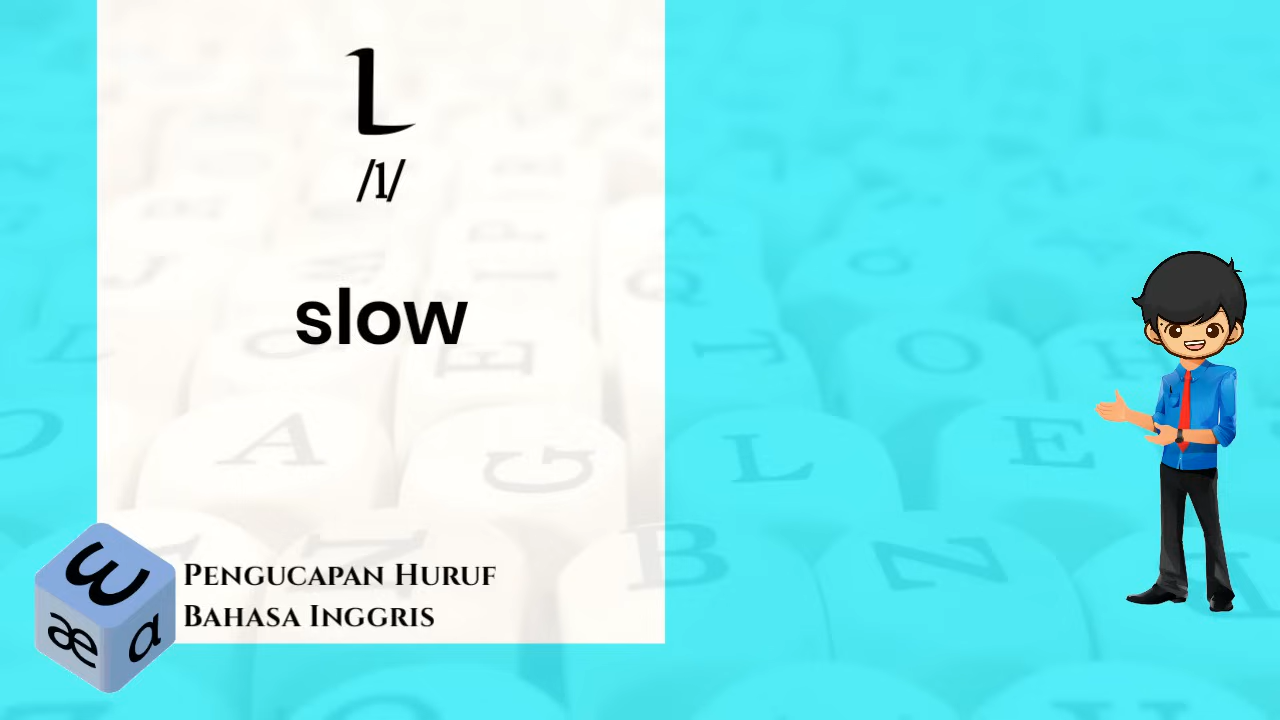 L
/l/
slow
ω
æ
ɑ
Pengucapan Huruf
Bahasa Inggris